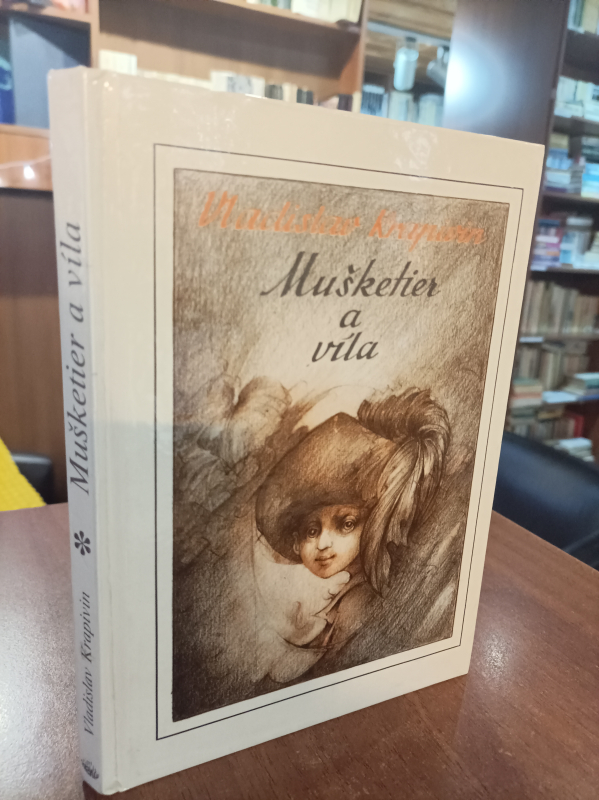 Vladislav Krapivin
Mušketier
a
víla
Vladislav Krapivin * Mušketier a víla